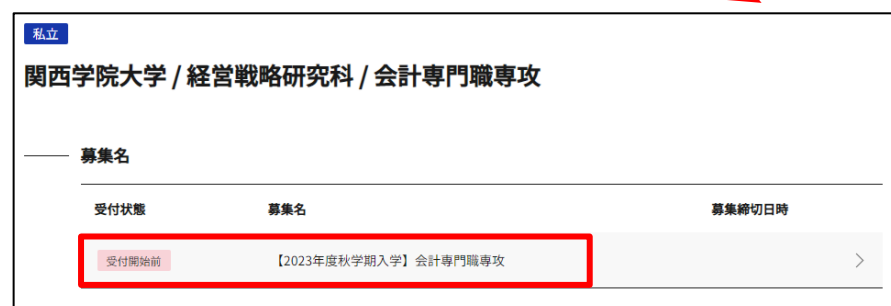 私立
関西学院大学 / 経営戦略研究科 / 会計専門職専攻
募集名
受付状態 募集名 募集締切日時
受付開始前 【2023年度秋学期入学】会計専門職専攻